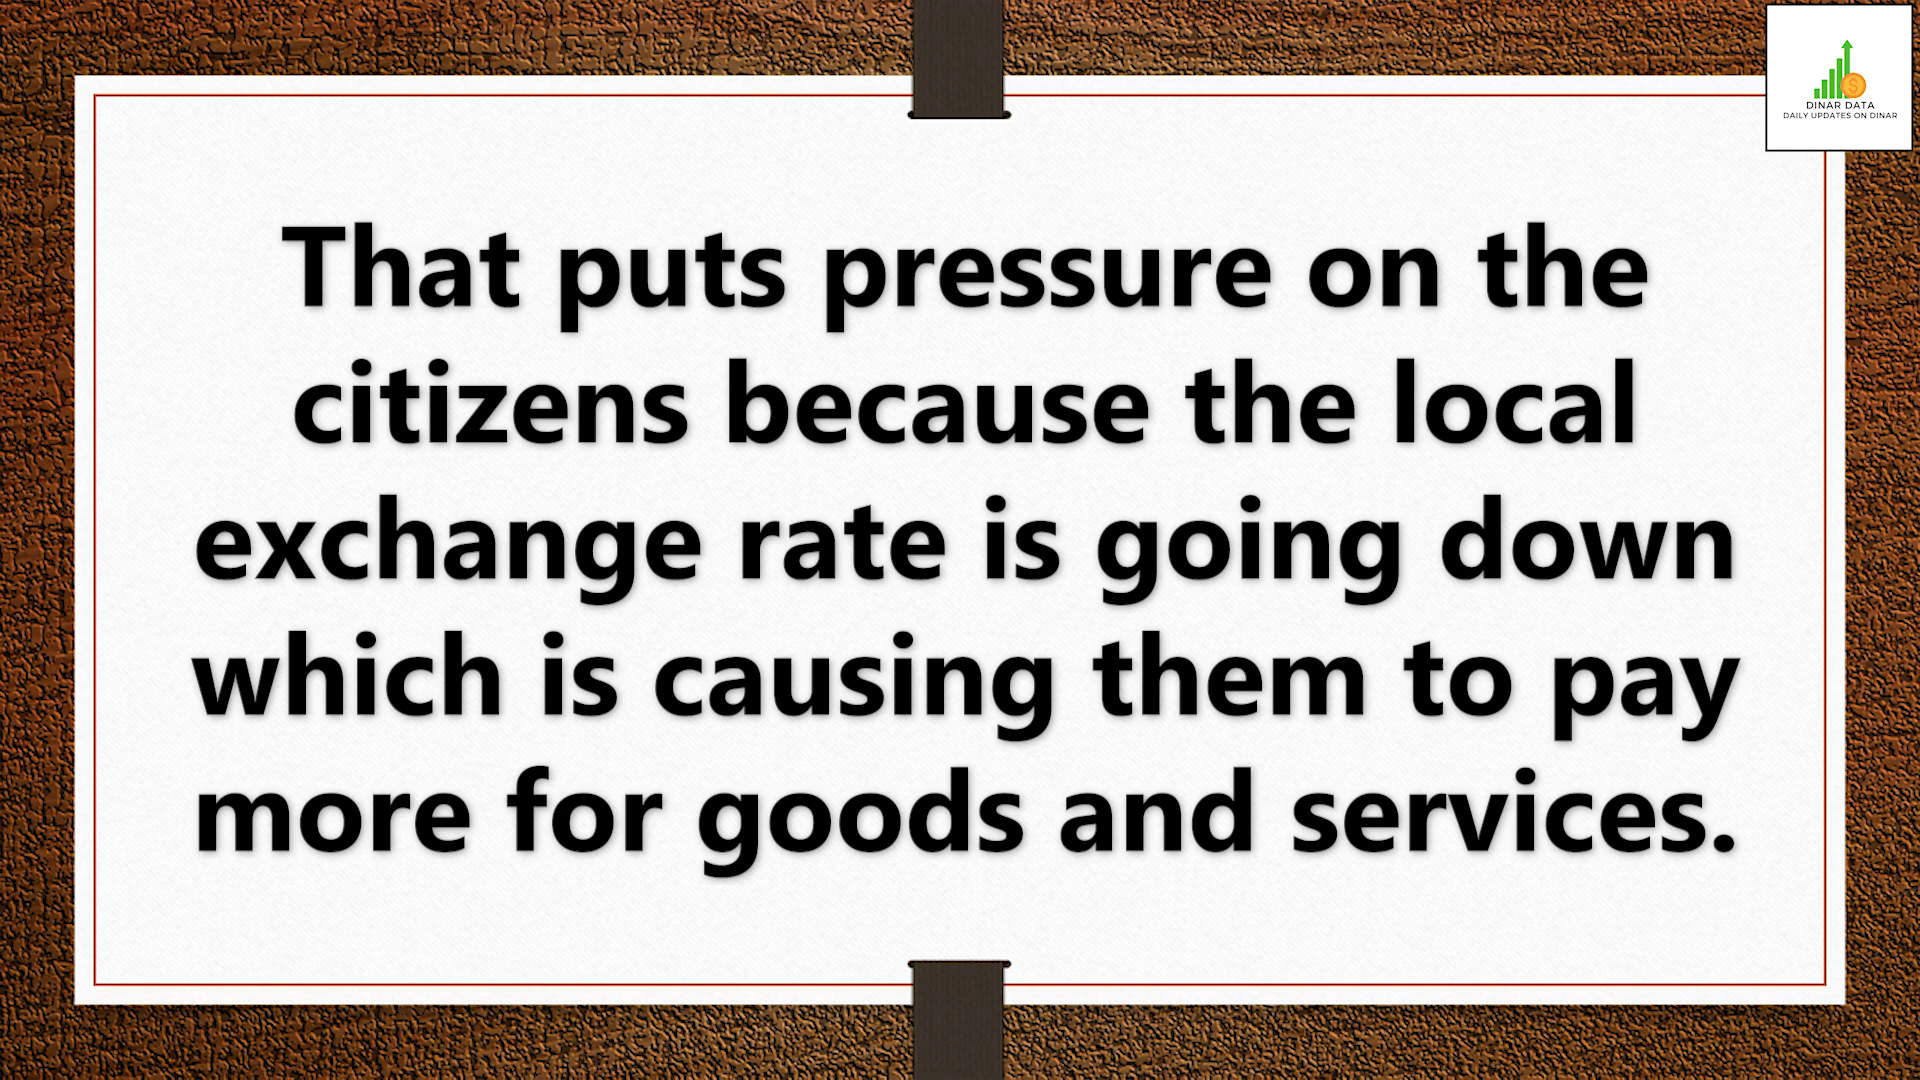 DINAR DATA
DAILY UPDATES ON DINAR
That puts pressure on the
citizens because the local
exchange rate is going down
which is causing them to pay
more for goods and services.